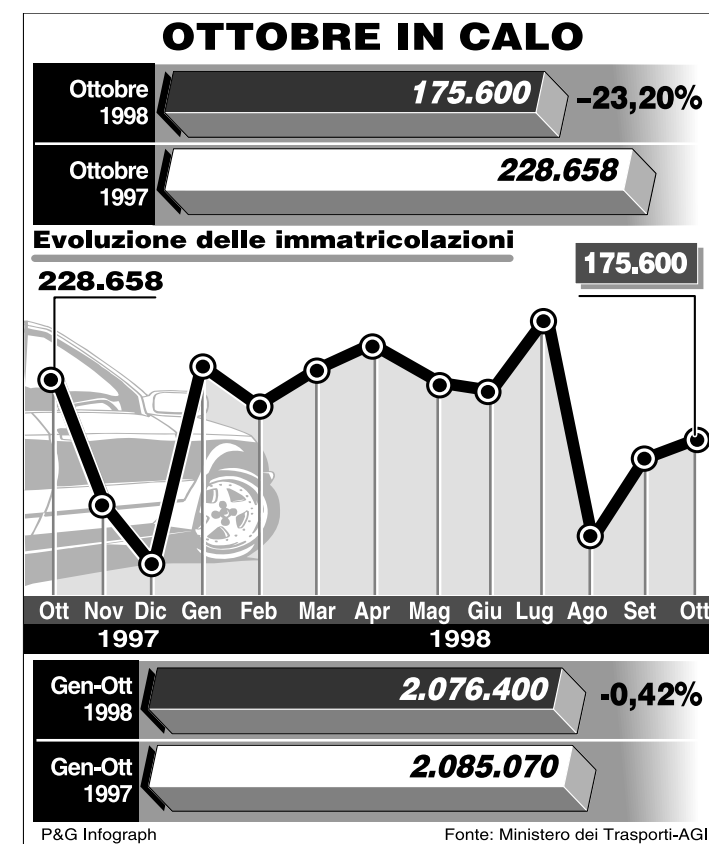 OTTOBRE IN CALO
Ottobre
1998
175.600
–23,20%
Ottobre
1997
228.658
Evoluzione delle immatricolazioni
228.658
175.600
Ott Nov Dic Gen Feb Mar Apr Mag Giu Lug Ago Set Ott
1997 1998
Gen-Ott
1998
2.076.400
-0,42%
Gen-Ott
1997
2.085.070
P&G Infograph Fonte: Ministero dei Trasporti-AGI